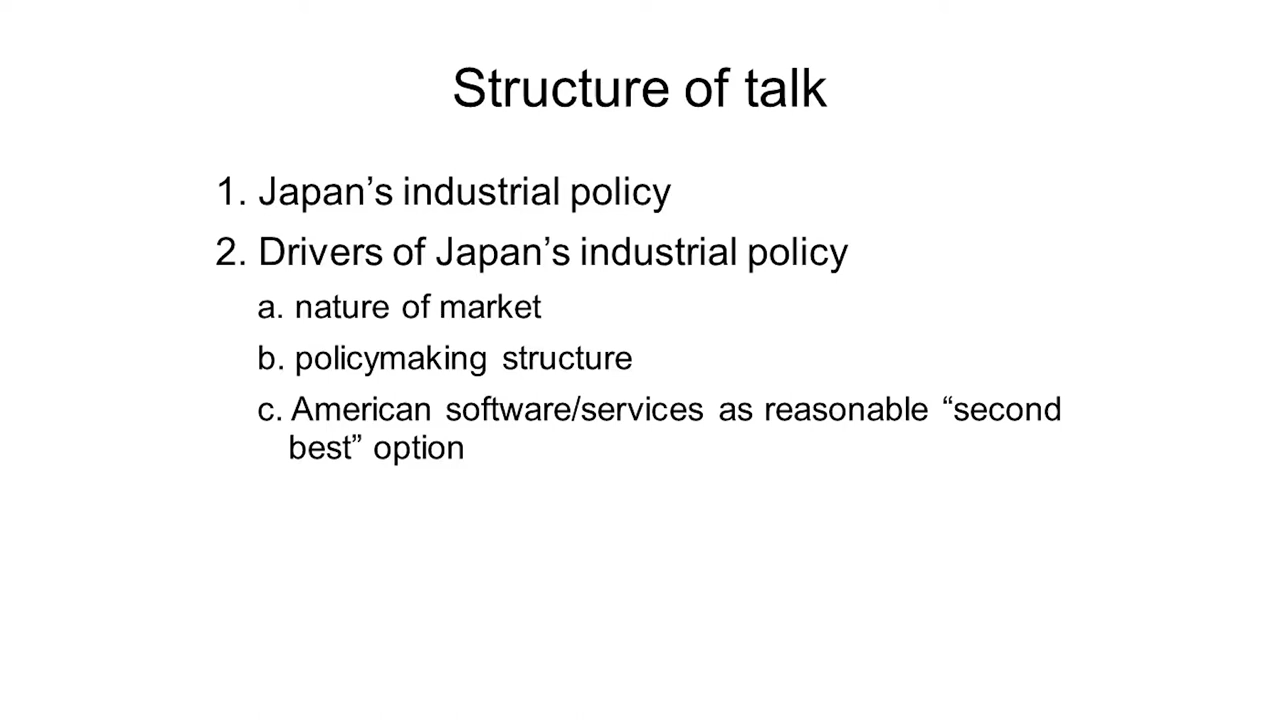 Structure of talk
1. Japan’s industrial policy
2. Drivers of Japan’s industrial policy
a. nature of market
b. policymaking structure
c. American software/services as reasonable “second
best” option